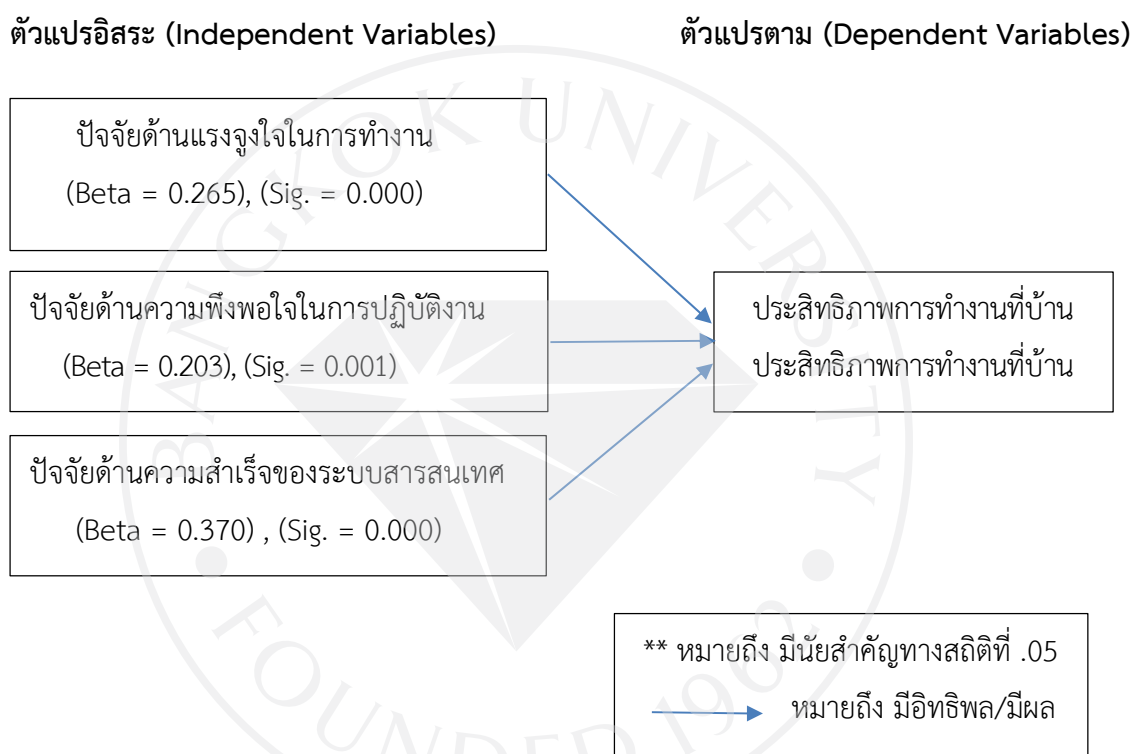 ตัวแปรอิสระ (Independent Variables)
ตัวแปรตาม (Dependent Variables)
ปัจจัยด้านแรงจูงใจในการทำงาน
(Beta = 0.265), (Sig. = 0.000)
ปัจจัยด้านความพึงพอใจในการปฏิบัติงาน
(Beta = 0.203), (Sig. = 0.001)
ปัจจัยด้านความสำเร็จของระบบสารสนเทศ
(Beta = 0.370) , (Sig. = 0.000)
ประสิทธิภาพการทำงานที่บ้าน
ประสิทธิภาพการทำงานที่บ้าน
** หมายถึง มีนัยสำคัญทางสถิติที่ .05
หมายถึง มีอิทธิพล/มีผล
BANGKOK UNIVERSITY
FOUNDED 1962